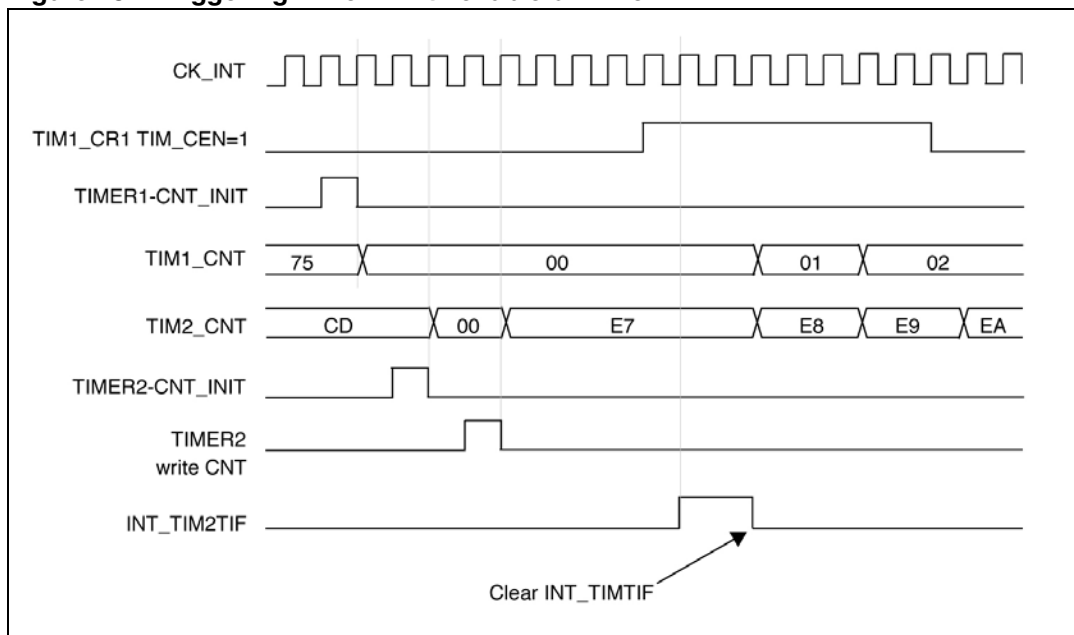 CK_INT
TIM1_CR1 TIM_CEN=1
TIMER1-CNT_INIT
TIM1_CNT 75 00 01 02
TIM2_CNT CD 00 E7 E8 E9 EA
TIMER2-CNT_INIT
TIMER2
write CNT
INT_TIM2TIF
Clear INT_TIMTIF